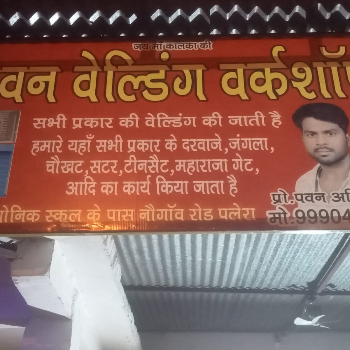 जय माँ कालका की
वन वेल्डिंग वर्कशॉप
सभी प्रकार की वेल्डिंग की जाती है
हमारे यहाँ सभी प्रकार के दरवाजे,जंगला,
चौखट,सटर,टीनसैट,महाराजा गेट,
आदि का कार्य किया जाता है
प्रो.पवन अहि
ोनिक स्कूल के पास नौगाँव रोड पलेरा
मो.99904